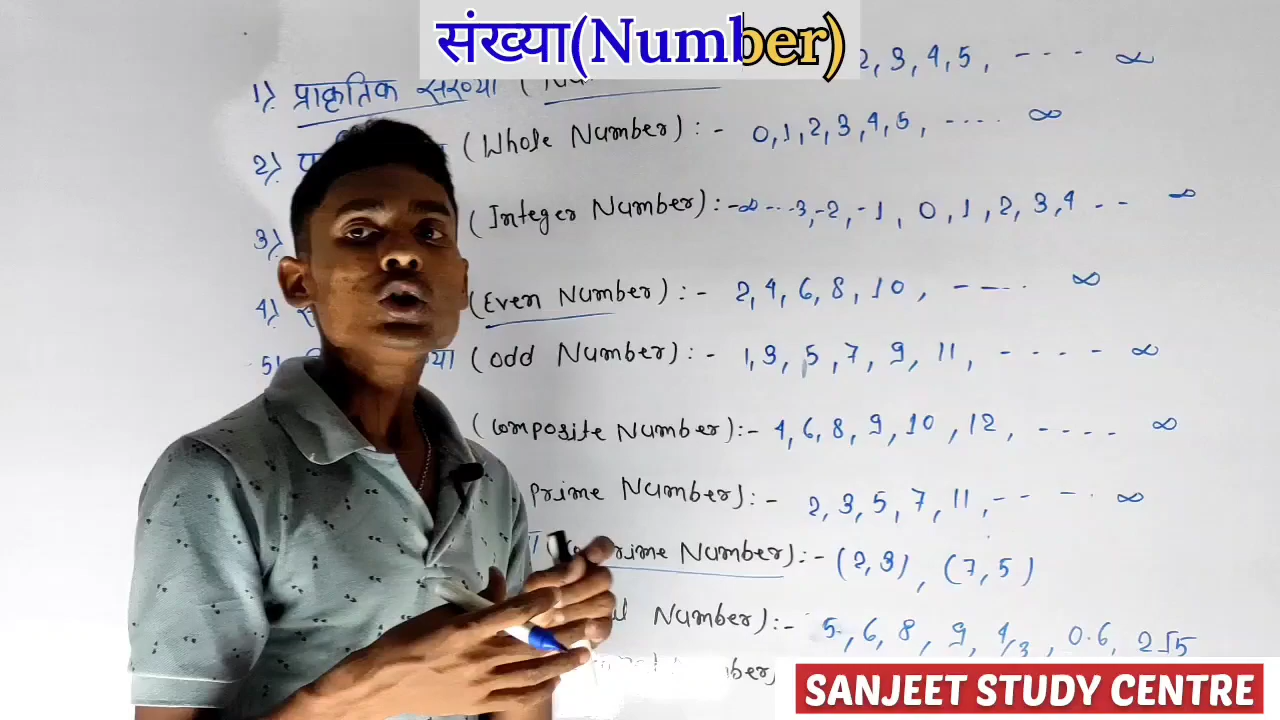 संख्या(Number)
1) प्राकृतिक संख्या ( 2, 3, 4, 5, ---- ∞
2) (Whole Number) :- 0, 1, 2, 3, 4, 5, ---- ∞
3) (Integer Number) :- -∞ --- -3, -2, -1, 0, 1, 2, 3, 4 -- ∞
4) (Even Number) :- 2, 4, 6, 8, 10, ---- ∞
5) (odd Number) :- 1, 3, 5, 7, 9, 11, ----- ∞
(Composite Number) :- 4, 6, 8, 9, 10, 12, ---- ∞
Prime Number) :- 2, 3, 5, 7, 11, --- ∞
Prime Number) :- (2, 3), (7, 5)
Number) :- 5, 6, 8, 9, 4/3, 0.6, 2√5
SANJEET STUDY CENTRE